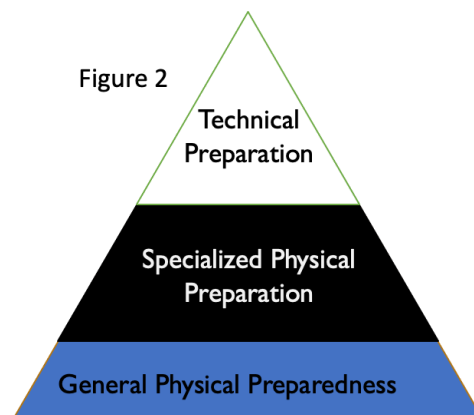 Figure 2
Technical
Preparation
Specialized Physical
Preparation
General Physical Preparedness